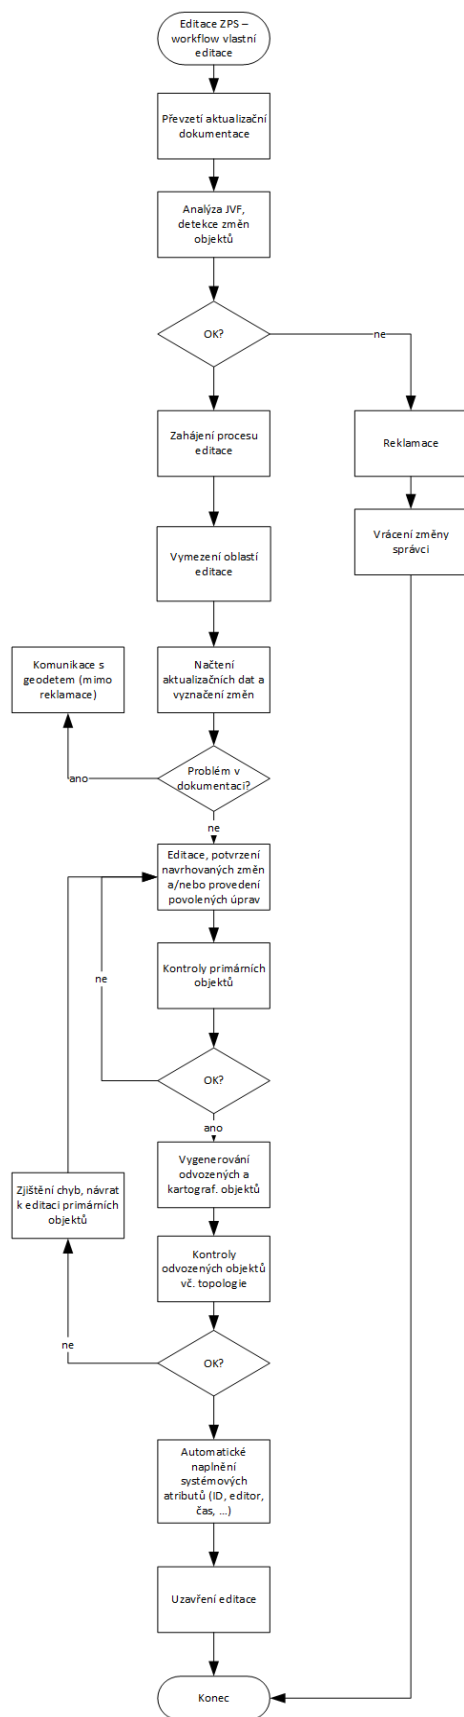 Editace ZPS –
workflow vlastní
editace
Převzetí aktualizační
dokumentace
Analýza JVF,
detekce změn
objektů
OK?
ne
Zahájení procesu
editace
Reklamace
Vymezení oblastí
editace
Vrácení změny
správci
Komunikace s
geodetem (mimo
reklamace)
Načtení
aktualizačních dat a
vyznačení změn
Problém v
dokumentaci?
ano
ne
Editace, potvrzení
navrhovaných změn
a/nebo provedení
povolených úprav
ne
Kontroly primárních
objektů
OK?
ano
Vygenerování
odvozených a
kartograf. objektů
Zjištění chyb, návrat
k editaci primárních
objektů
Kontroly
odvozených objektů
vč. topologie
ne
OK?
Automatické
naplnění
systémových
atributů (ID, editor,
čas, …)
Uzavření editace
Konec